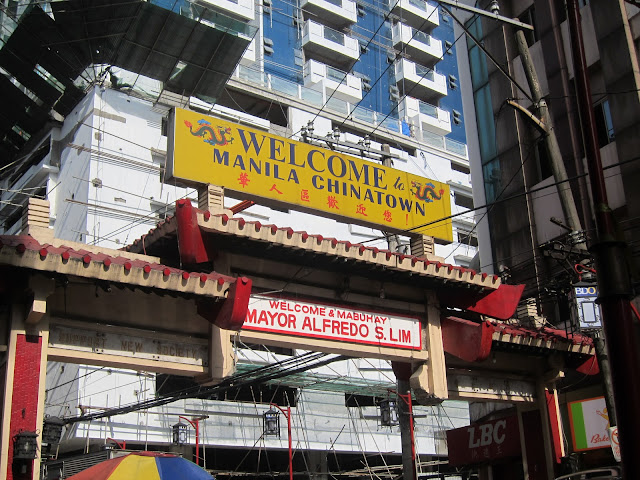 WELCOME to
MANILA CHINATOWN
華人區歡迎您
WELCOME & MABUHAY
MAYOR ALFREDO S. LIM
BDO
LBC